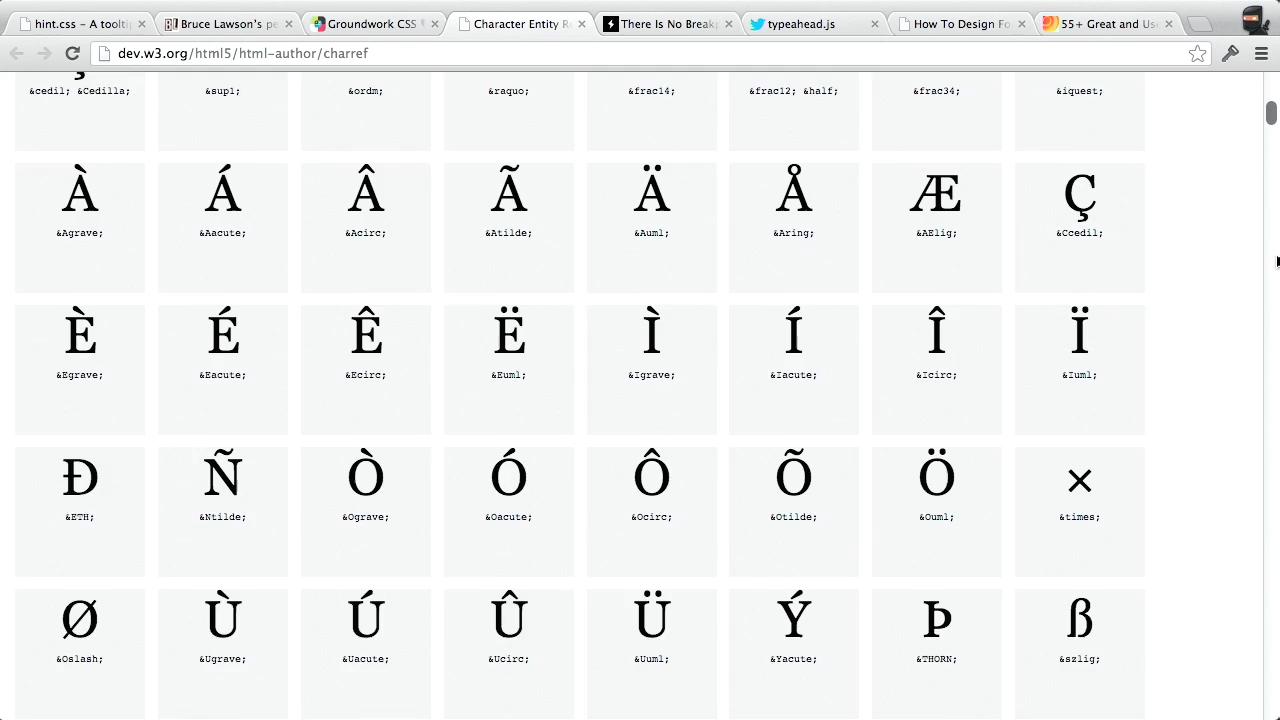 hint.css – A tooltip
Bruce Lawson's pe
Groundwork CSS
Character Entity Re
There Is No Break
typeahead.js
How To Design Fo
55+ Great and Use
dev.w3.org/html5/html-author/charref
&cedil; &Cedilla; &sup1; &ordm; &raquo; &frac14; &frac12; &half; &frac34; &iquest;
À Á Â Ã Ä Å Æ Ç
&Agrave; &Aacute; &Acirc; &Atilde; &Auml; &Aring; &AElig; &Ccedil;
È É Ê Ë Ì Í Î Ï
&Egrave; &Eacute; &Ecirc; &Euml; &Igrave; &Iacute; &Icirc; &Iuml;
Ð Ñ Ò Ó Ô Õ Ö ×
&ETH; &Ntilde; &Ograve; &Oacute; &Ocirc; &Otilde; &Ouml; &times;
Ø Ù Ú Û Ü Ý Þ ß
&Oslash; &Ugrave; &Uacute; &Ucirc; &Uuml; &Yacute; &THORN; &szlig;